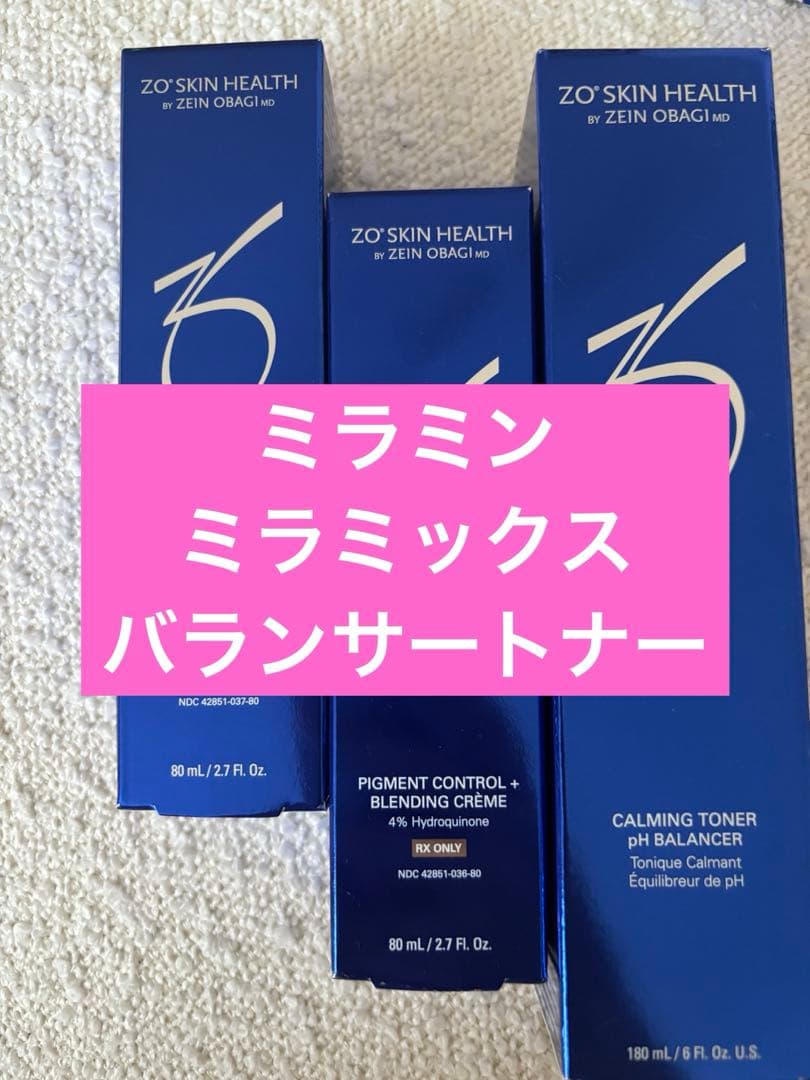 ZO® SKIN HEALTH
BY ZEIN OBAGI MD
NDC 42851-037-80
80 mL / 2.7 Fl. Oz.
ZO® SKIN HEALTH
BY ZEIN OBAGI MD
PIGMENT CONTROL +
BLENDING CRÈME
4% Hydroquinone
RX ONLY
NDC 42851-036-80
80 mL / 2.7 Fl. Oz.
ZO® SKIN HEALTH
BY ZEIN OBAGI MD
CALMING TONER
pH BALANCER
Tonique Calmant
Équilibreur de pH
180 mL / 6 Fl. Oz. U.S.
ミラミン
ミラミックス
バランサートナー